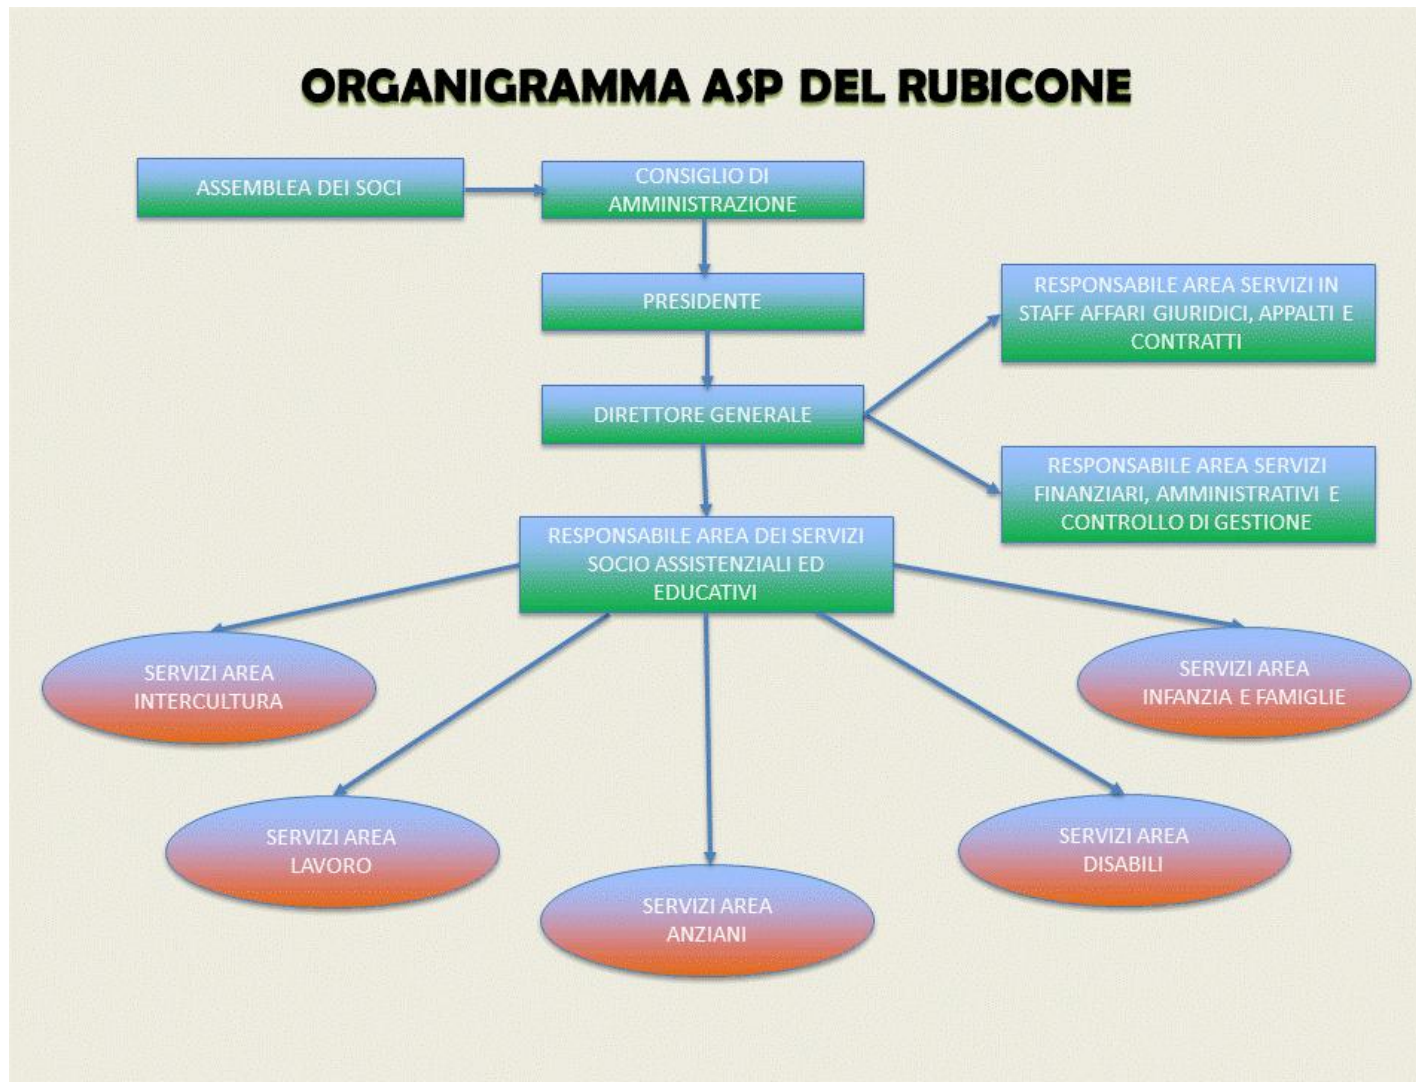 ORGANIGRAMMA ASP DEL RUBICONE
ASSEMBLEA DEI SOCI
CONSIGLIO DI
AMMINISTRAZIONE
PRESIDENTE
RESPONSABILE AREA SERVIZI IN
STAFF AFFARI GIURIDICI, APPALTI E
CONTRATTI
DIRETTORE GENERALE
RESPONSABILE AREA SERVIZI
FINANZIARI, AMMINISTRATIVI E
CONTROLLO DI GESTIONE
RESPONSABILE AREA DEI SERVIZI
SOCIO ASSISTENZIALI ED
EDUCATIVI
SERVIZI AREA
INTERCULTURA
SERVIZI AREA
INFANZIA E FAMIGLIE
SERVIZI AREA
LAVORO
SERVIZI AREA
DISABILI
SERVIZI AREA
ANZIANI